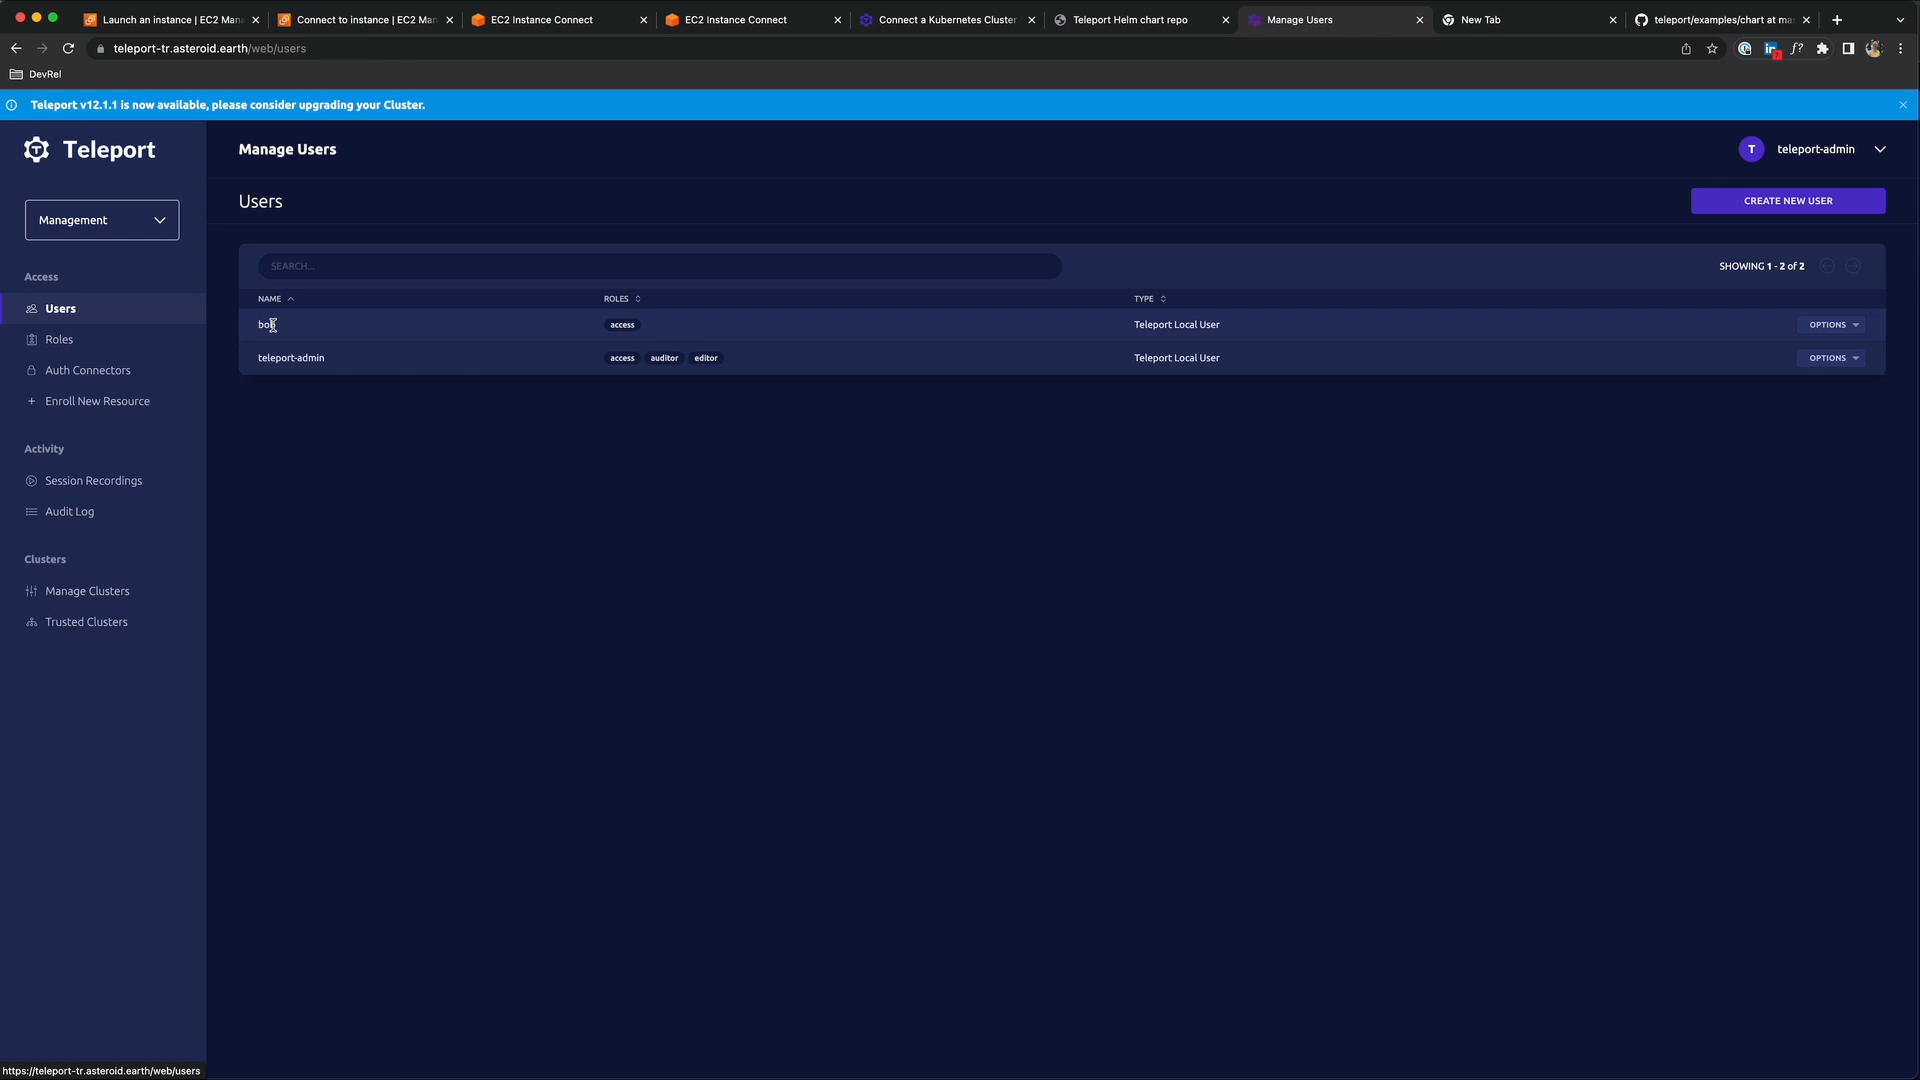 Launch an instance | EC2 Mana
Connect to instance | EC2 Man
EC2 Instance Connect
EC2 Instance Connect
Connect a Kubernetes Cluster
Teleport Helm chart repo
Manage Users
New Tab
teleport/examples/chart at ma
teleport-tr.asteroid.earth/web/users
DevRel
Teleport v12.1.1 is now available, please consider upgrading your Cluster.
Teleport
Manage Users
T teleport-admin
Management
Users
CREATE NEW USER
Access
Users
Roles
Auth Connectors
Enroll New Resource
Activity
Session Recordings
Audit Log
Clusters
Manage Clusters
Trusted Clusters
SEARCH...
SHOWING 1 - 2 of 2
NAME ROLES TYPE
bob access Teleport Local User OPTIONS
teleport-admin access auditor editor Teleport Local User OPTIONS
https://teleport-tr.asteroid.earth/web/users